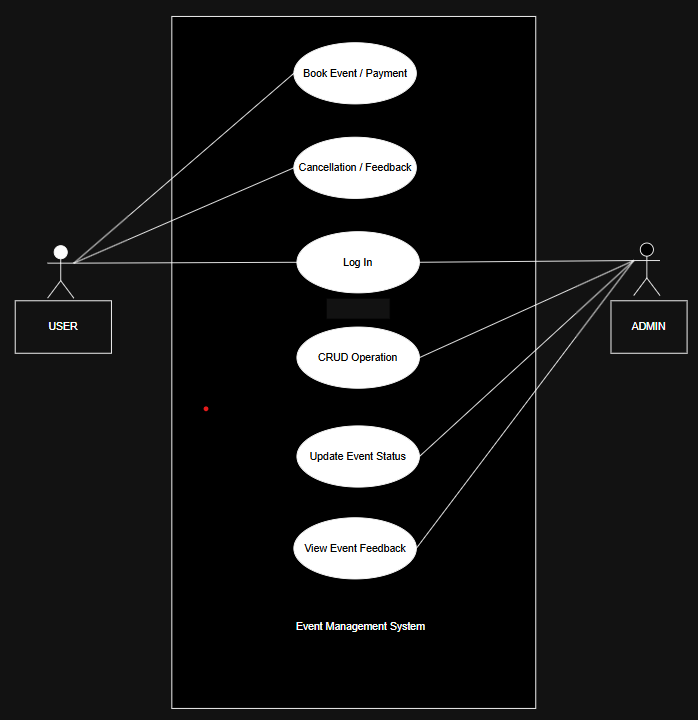 Book Event / Payment
Cancellation / Feedback
Log In
USER
ADMIN
CRUD Operation
Update Event Status
View Event Feedback
Event Management System